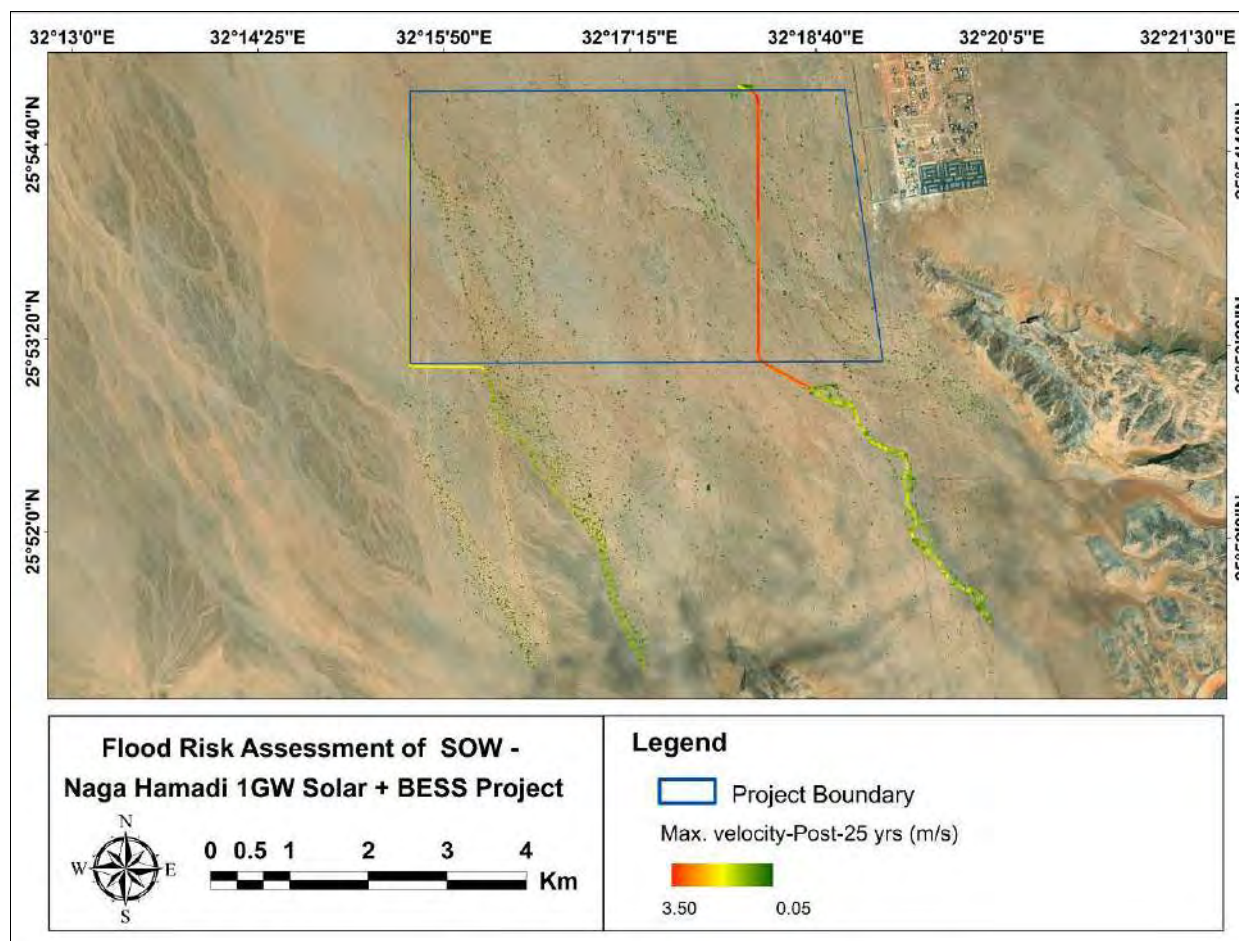 32°13'0"E 32°14'25"E 32°15'50"E 32°17'15"E 32°18'40"E 32°20'5"E 32°21'30"E
25°54'40"N
25°53'20"N
25°52'0"N
Flood Risk Assessment of SOW -
Naga Hamadi 1GW Solar + BESS Project
N
W E
S
0 0.5 1 2 3 4
Km
Legend
Project Boundary
Max. velocity-Post-25 yrs (m/s)
3.50 0.05